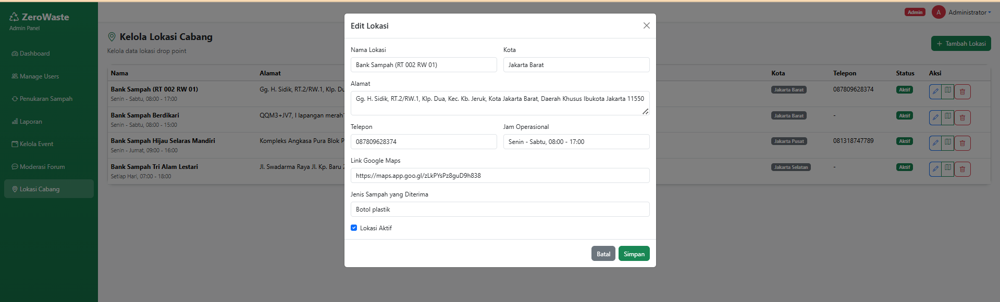 ZeroWaste
Admin Panel
Dashboard
Manage Users
Penukaran Sampah
Laporan
Kelola Event
Moderasi Forum
Lokasi Cabang
Admin
A
Administrator
Kelola Lokasi Cabang
Kelola data lokasi drop point
+ Tambah Lokasi
Nama Alamat Kota Telepon Status Aksi
Bank Sampah (RT 002 RW 01) Gg. H. Sidik, RT.2/RW.1, Klp. Du Jakarta Barat 087809628374 Aktif
Senin - Sabtu, 08:00 - 17:00
Bank Sampah Berdikari QQM3+JV7, l lapangan merah Jakarta Barat - Aktif
Senin - Sabtu, 08:00 - 15:00
Bank Sampah Hijau Selaras Mandiri Kompleks Angkasa Pura Blok P Jakarta Pusat 081318747789 Aktif
Senin - Jumat, 09:00 - 16:00
Bank Sampah Tri Alam Lestari Jl. Swadarma Raya Jl. Kp. Baru Jakarta Selatan - Aktif
Setiap Hari, 07:00 - 18:00
Edit Lokasi
Nama Lokasi Kota
Bank Sampah (RT 002 RW 01) Jakarta Barat
Alamat
Gg. H. Sidik, RT.2/RW.1, Klp. Dua, Kec. Kb. Jeruk, Kota Jakarta Barat, Daerah Khusus Ibukota Jakarta 11550
Telepon Jam Operasional
087809628374 Senin - Sabtu, 08:00 - 17:00
Link Google Maps
https://maps.app.goo.gl/zLkPYsPz8guD9h838
Jenis Sampah yang Diterima
Botol plastik
Lokasi Aktif
Batal Simpan